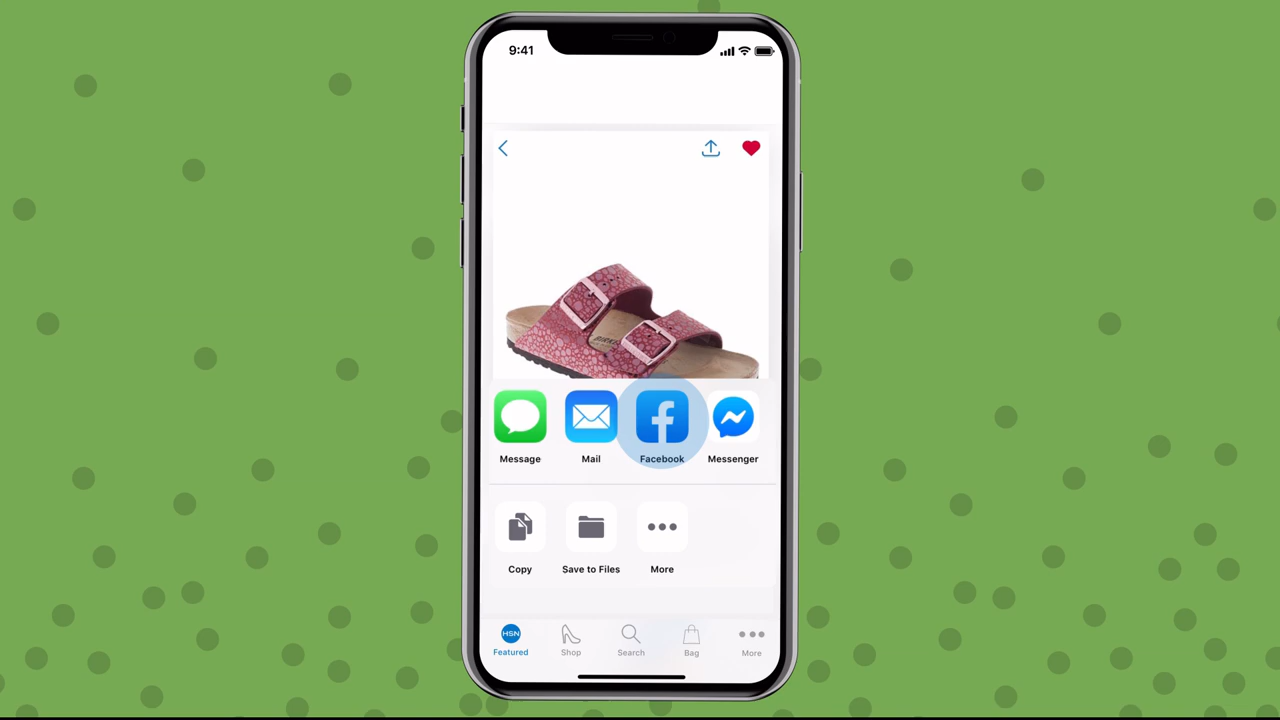 9:41
Message Mail Facebook Messenger
Copy Save to Files More
HSN
Featured Shop Search Bag More